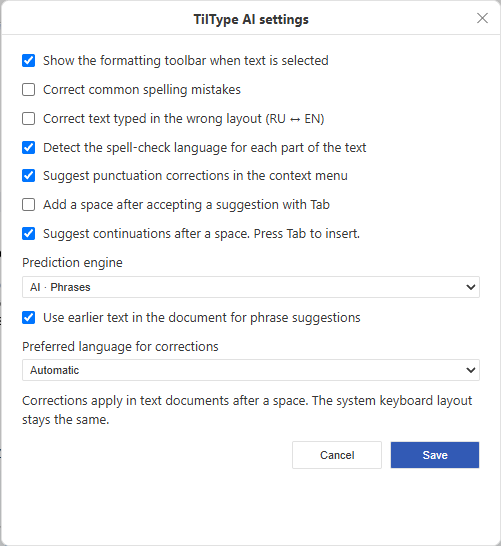 TilType AI settings
Show the formatting toolbar when text is selected
Correct common spelling mistakes
Correct text typed in the wrong layout (RU ↔ EN)
Detect the spell-check language for each part of the text
Suggest punctuation corrections in the context menu
Add a space after accepting a suggestion with Tab
Suggest continuations after a space. Press Tab to insert.
Prediction engine
AI · Phrases
Use earlier text in the document for phrase suggestions
Preferred language for corrections
Automatic
Corrections apply in text documents after a space. The system keyboard layout
stays the same.
Cancel
Save